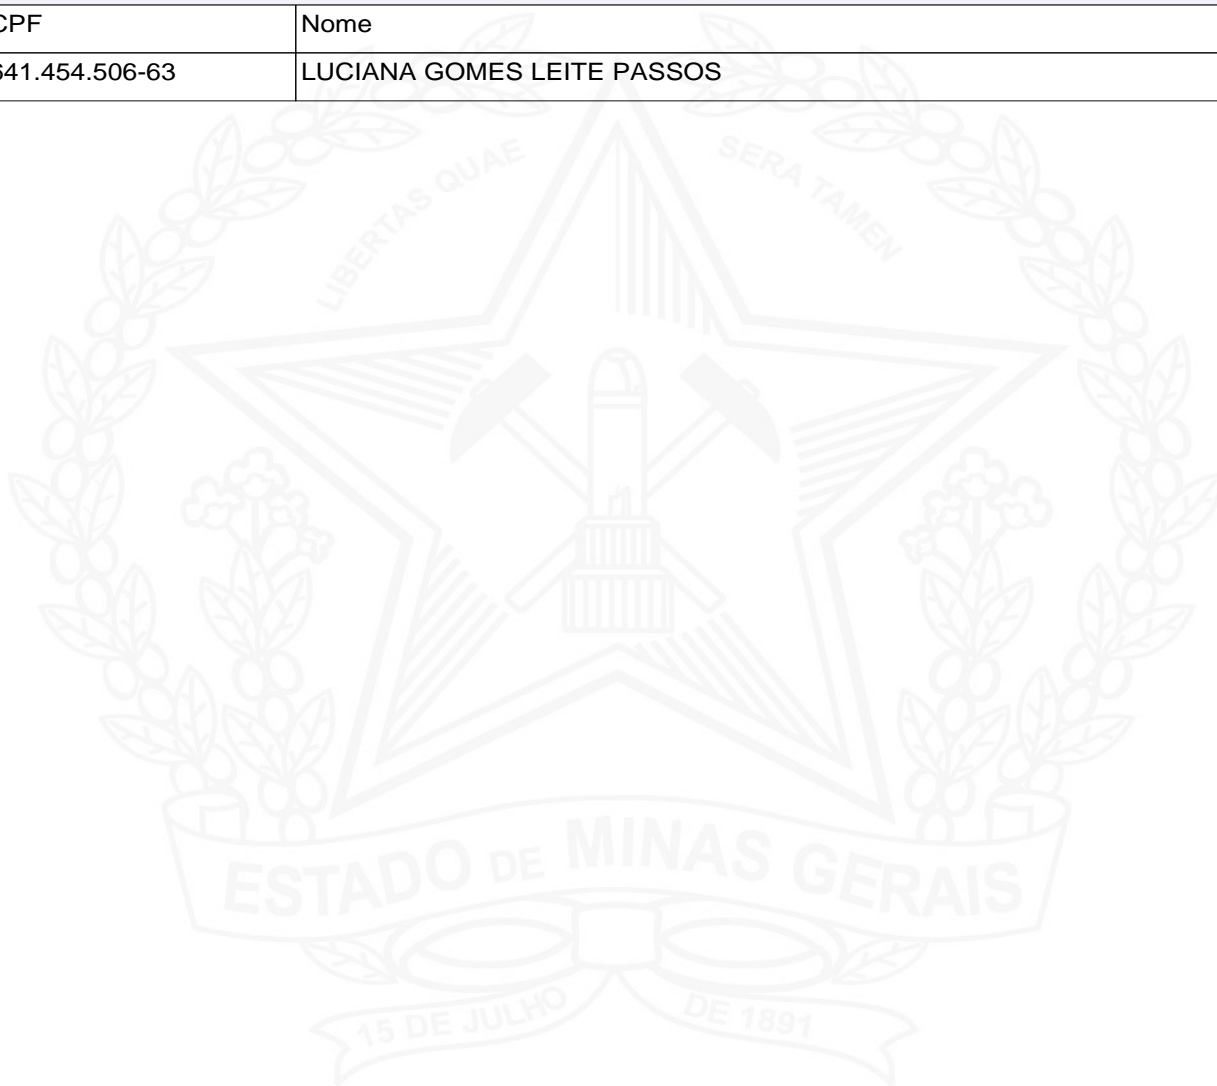 CPF Nome
641.454.506-63 LUCIANA GOMES LEITE PASSOS
LIBERTAS QUAE SERA TAMEN
ESTADO DE MINAS GERAIS
15 DE JULHO DE 1891